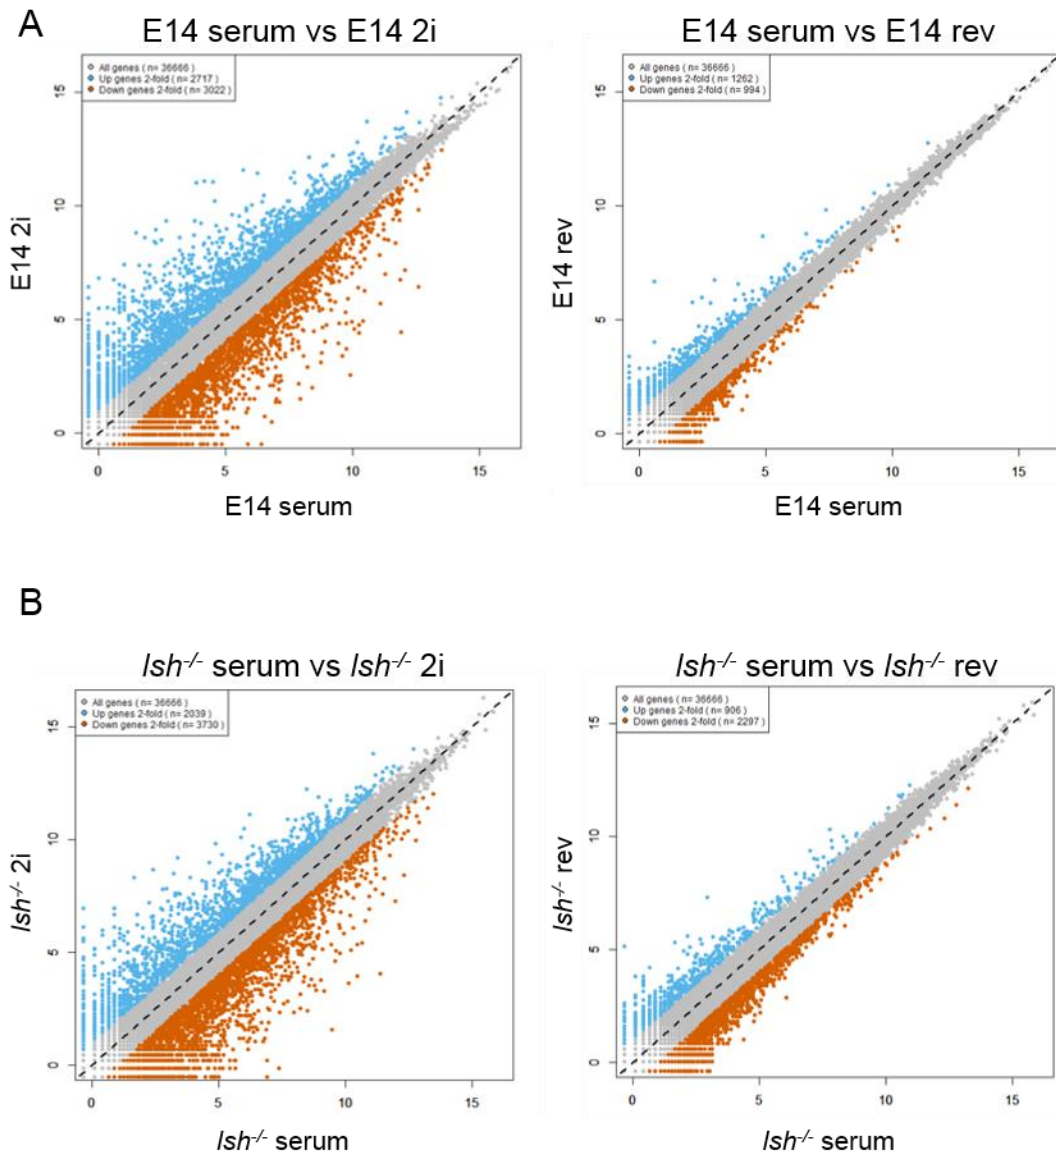 A
E14 serum vs E14 2i
E14 serum vs E14 rev
All genes ( n= 36666 )
Up genes 2-fold ( n= 2717 )
Down genes 2-fold ( n= 3022 )
All genes ( n= 36666 )
Up genes 2-fold ( n= 1262 )
Down genes 2-fold ( n= 994 )
15
10
5
0
E14 2i
0 5 10 15
E14 serum
15
10
5
0
E14 rev
0 5 10 15
E14 serum
B
lsh-/- serum vs lsh-/- 2i
lsh-/- serum vs lsh-/- rev
All genes ( n= 36666 )
Up genes 2-fold ( n= 2039 )
Down genes 2-fold ( n= 3730 )
All genes ( n= 36666 )
Up genes 2-fold ( n= 906 )
Down genes 2-fold ( n= 2297 )
15
10
5
0
lsh-/- 2i
0 5 10 15
lsh-/- serum
15
10
5
0
lsh-/- rev
0 5 10 15
lsh-/- serum